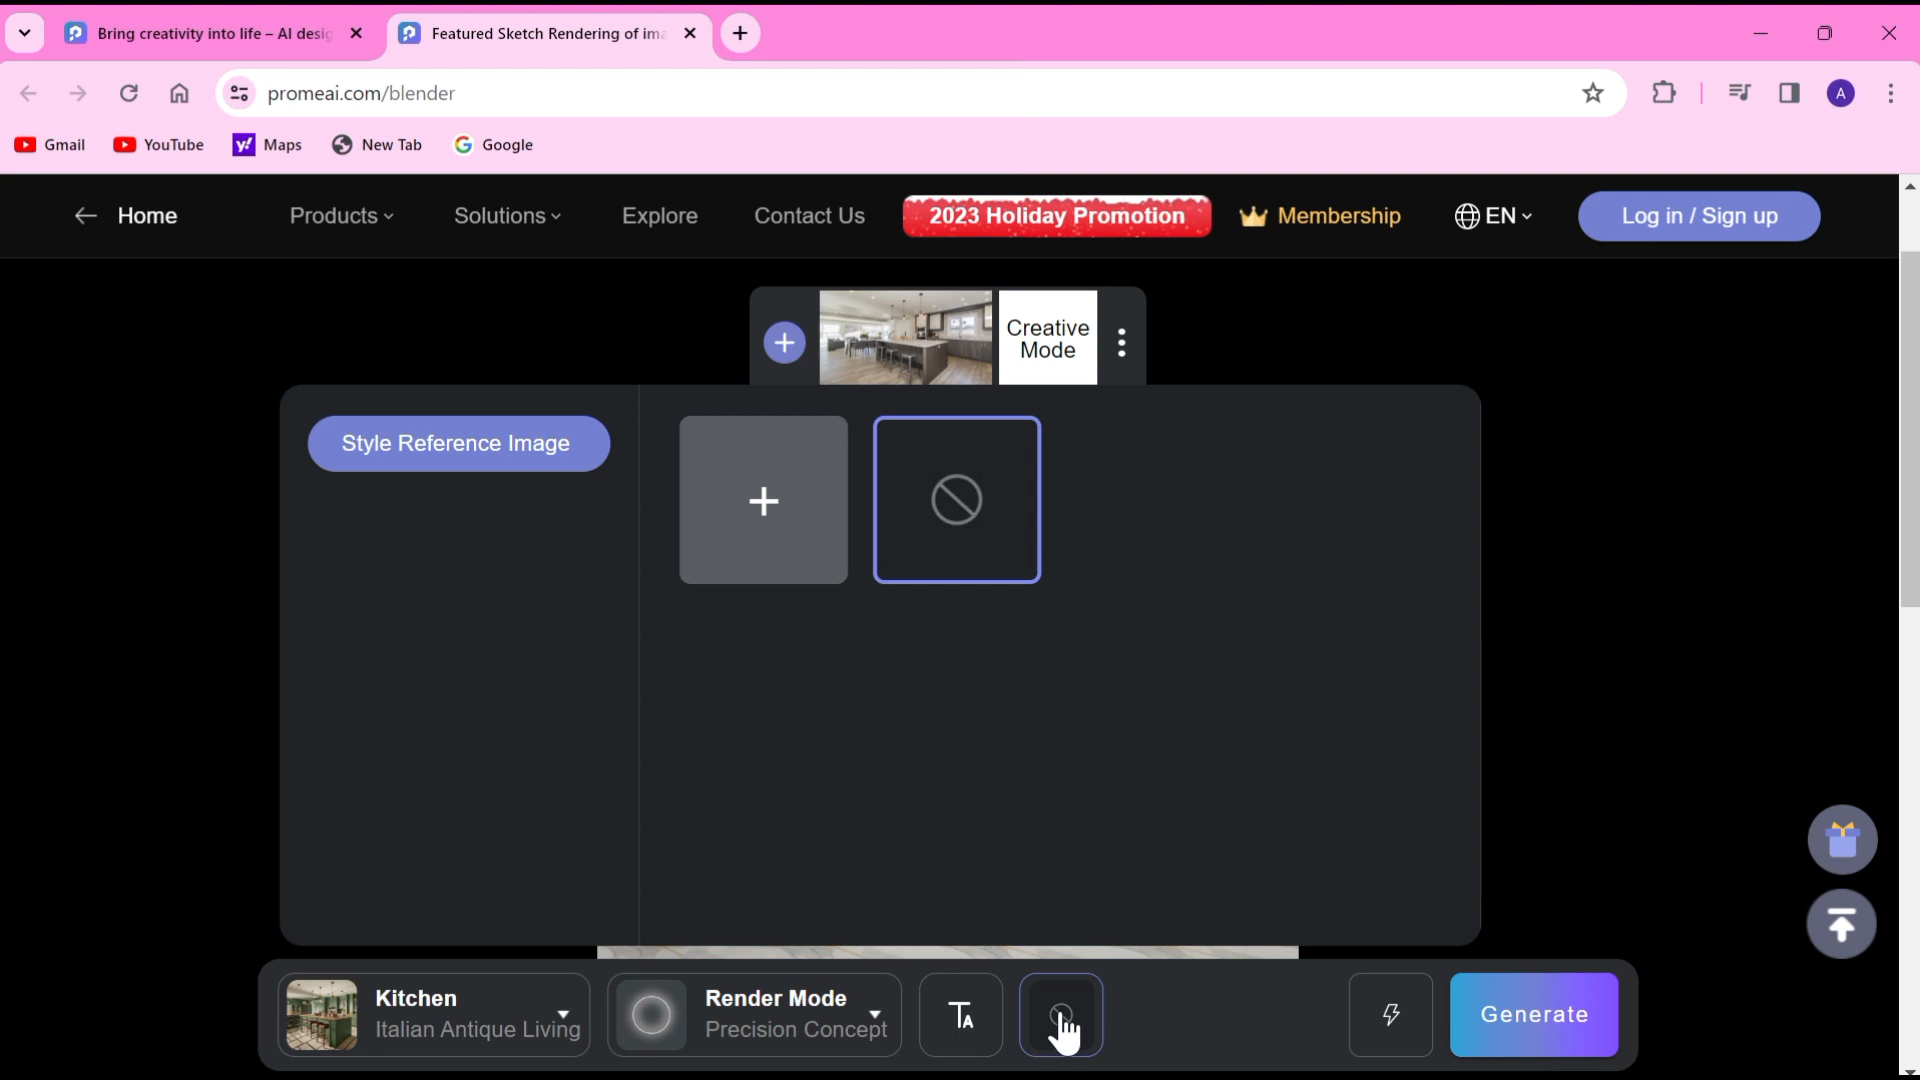 Bring creativity into life – AI desig
Featured Sketch Rendering of ima
promeai.com/blender
A
Gmail
YouTube
Maps
New Tab
Google
Home
Products
Solutions
Explore
Contact Us
2023 Holiday Promotion
Membership
EN
Log in / Sign up
Creative
Mode
Style Reference Image
Kitchen
Italian Antique Living
Render Mode
Precision Concept
Generate